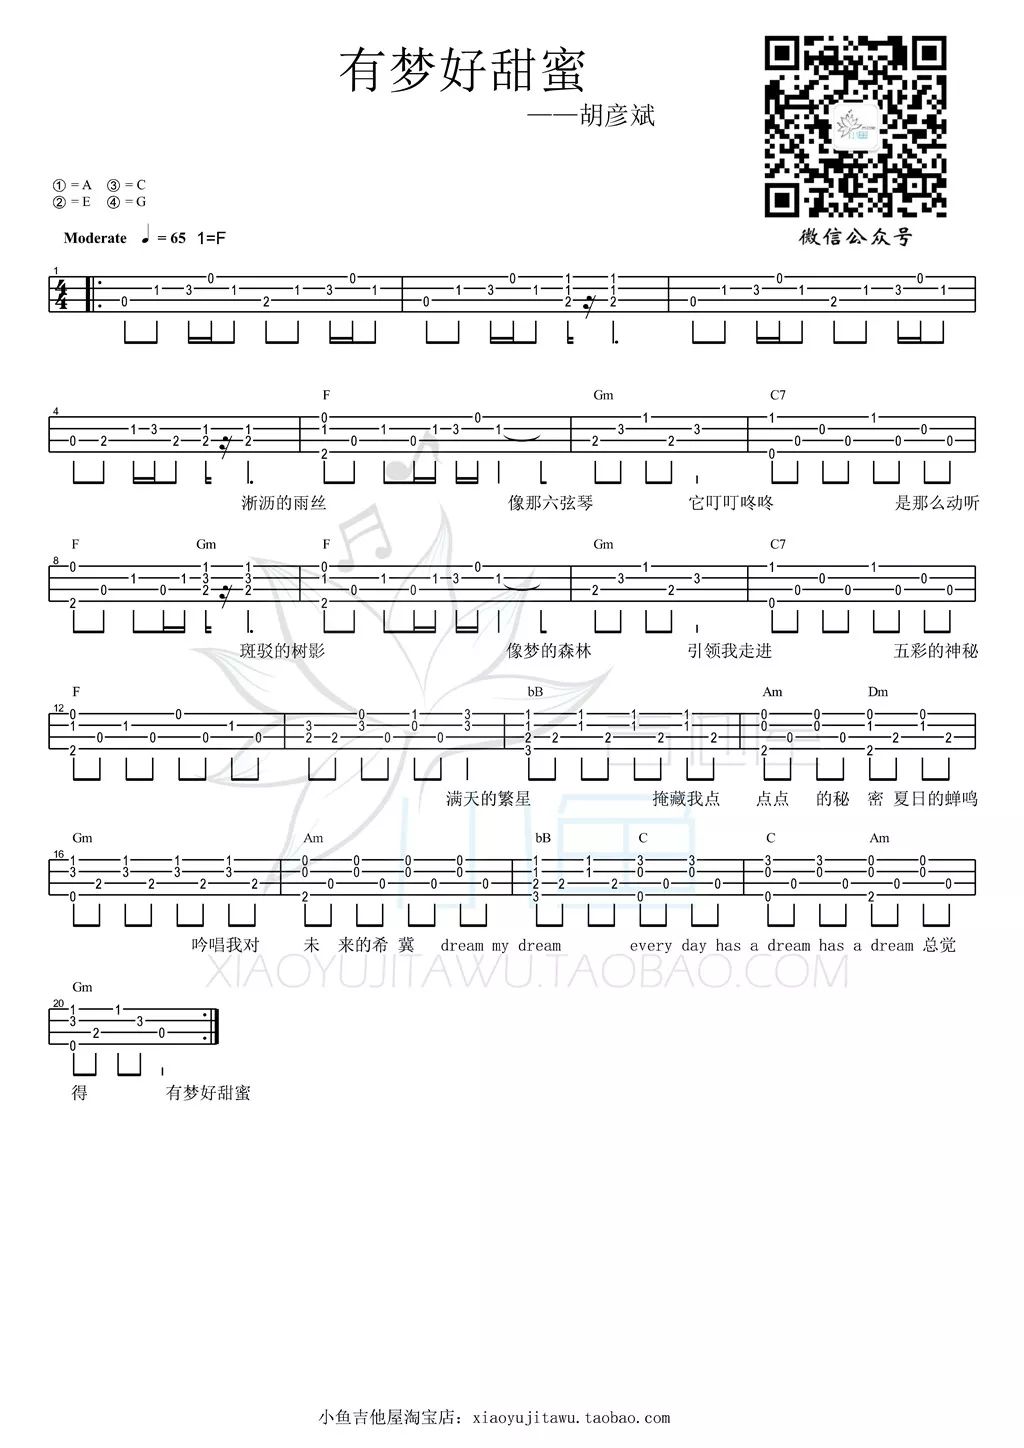 有梦好甜蜜
——胡彦斌
微信公众号
① = A ③ = C
② = E ④ = G
Moderate ♩ = 65 1=F
1
4 F Gm C7
淅沥的雨丝 像那六弦琴 它叮叮咚咚 是那么动听
F Gm F Gm C7
8
斑驳的树影 像梦的森林 引领我走进 五彩的神秘
F bB Am Dm
12
满天的繁星 掩藏我点 点点 的秘 密 夏日的蝉鸣
Gm Am bB C C Am
16
吟唱我对 未 来的希 冀 dream my dream every day has a dream has a dream 总觉
XIAOYUJITAWU.TAOBAO.COM
Gm
20
得 有梦好甜蜜
小鱼吉他屋淘宝店: xiaoyujitawu.taobao.com